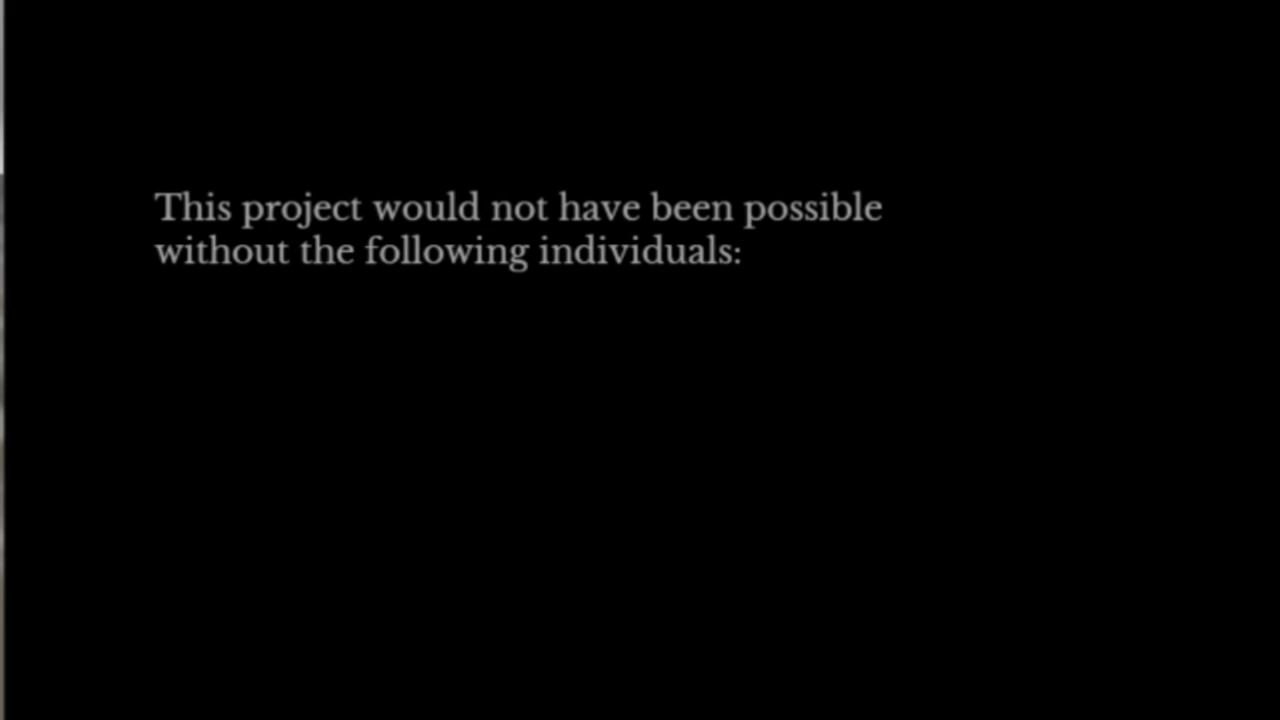 This project would not have been possible
without the following individuals: